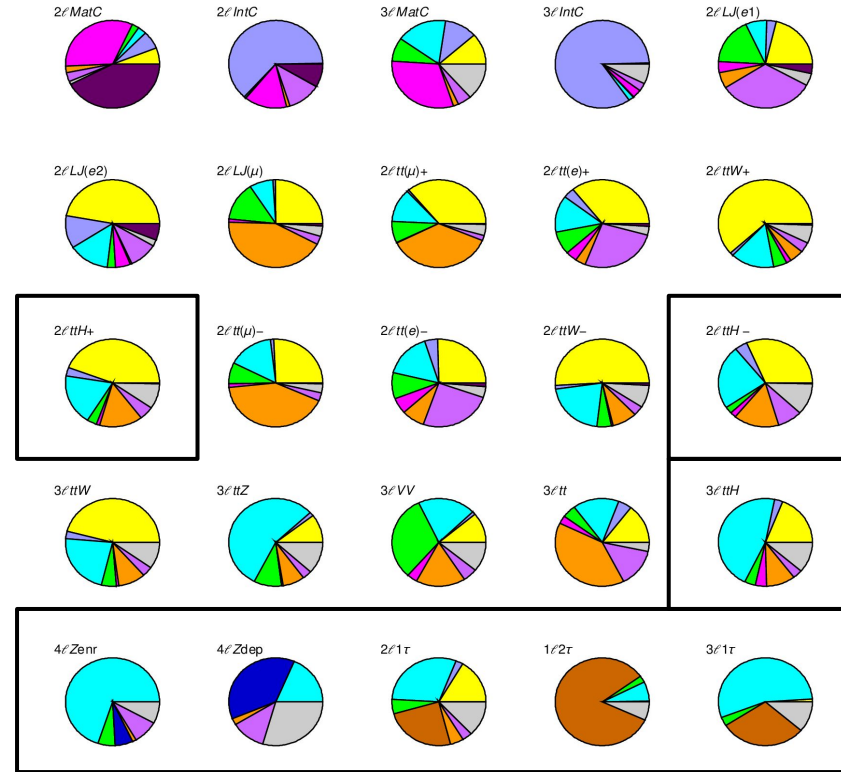 2ℓMatC 2ℓIntC 3ℓMatC 3ℓIntC 2ℓLJ(e1)
2ℓLJ(e2) 2ℓLJ(μ) 2ℓtt(μ)+ 2ℓtt(e)+ 2ℓttW+
2ℓttH+ 2ℓtt(μ)− 2ℓtt(e)− 2ℓttW− 2ℓttH −
3ℓttW 3ℓttZ 3ℓVV 3ℓtt 3ℓttH
4ℓZenr 4ℓZdep 2ℓ1τ 1ℓ2τ 3ℓ1τ